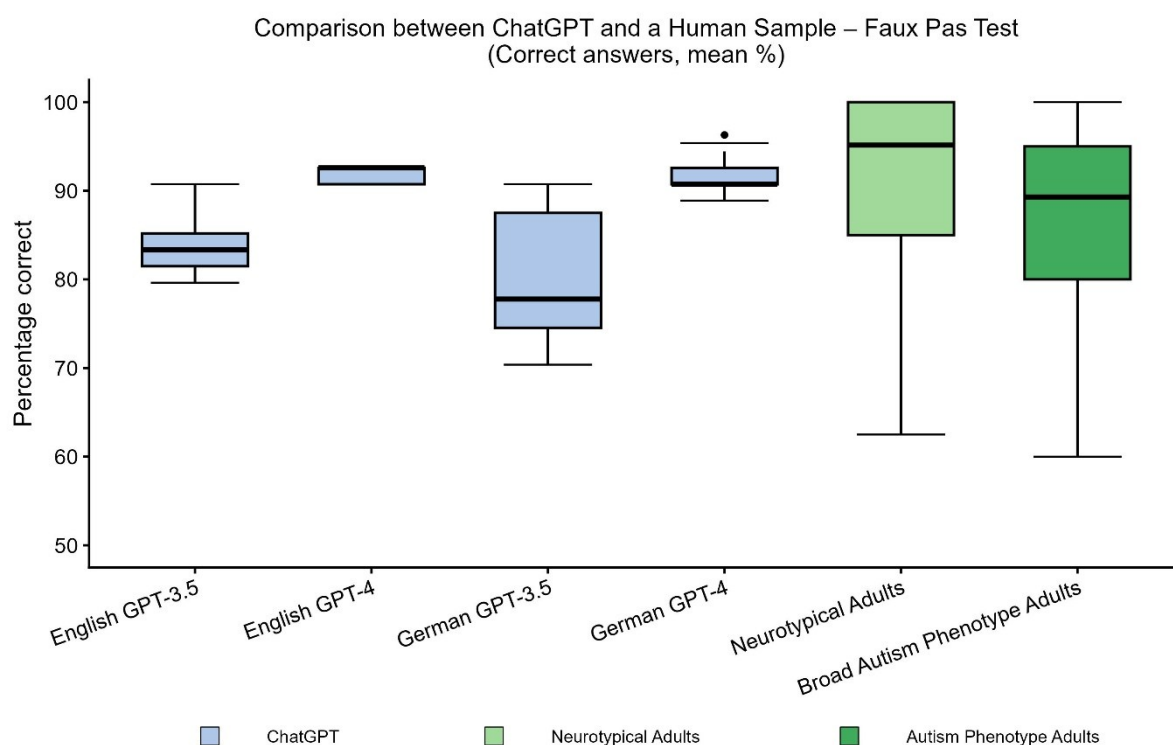 Comparison between ChatGPT and a Human Sample – Faux Pas Test
(Correct answers, mean %)
Percentage correct
100
90
80
70
60
50
English GPT-3.5
English GPT-4
German GPT-3.5
German GPT-4
Neurotypical Adults
Broad Autism Phenotype Adults
ChatGPT
Neurotypical Adults
Autism Phenotype Adults